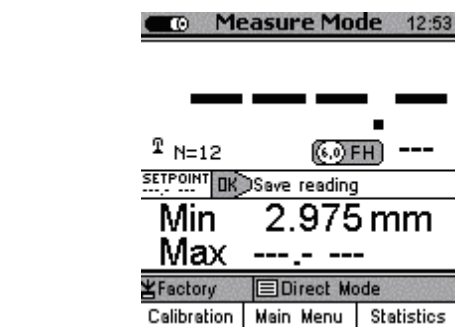 Measure Mode 12:53
--- --- --- . ---
N=12 6.0 FH ---
SETPOINT ---.- --- OK Save reading
Min 2.975 mm
Max ---.- ---
Factory Direct Mode
Calibration Main Menu Statistics